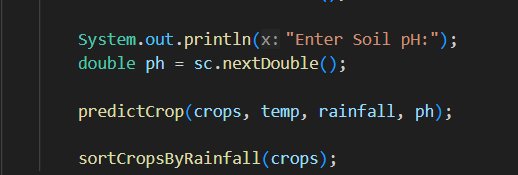 System.out.println(x: "Enter Soil pH:");
double ph = sc.nextDouble();
predictCrop(crops, temp, rainfall, ph);
sortCropsByRainfall(crops);